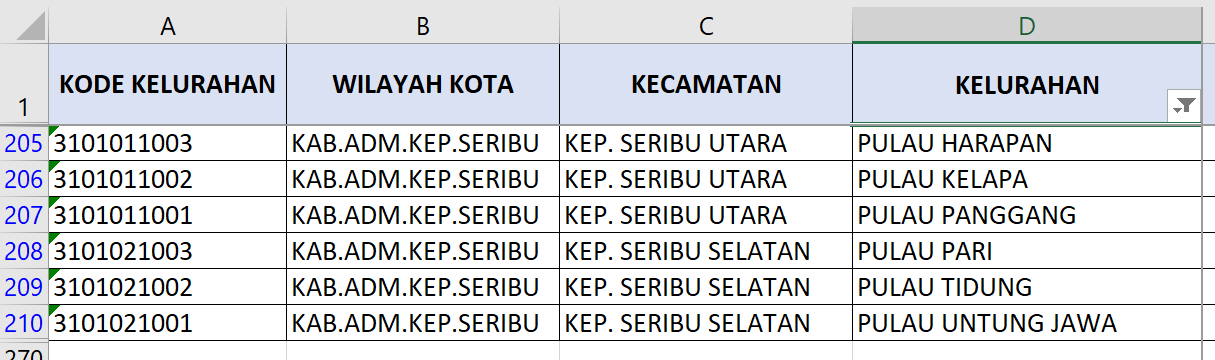 A B C D
1 KODE KELURAHAN WILAYAH KOTA KECAMATAN KELURAHAN
205 3101011003 KAB.ADM.KEP.SERIBU KEP. SERIBU UTARA PULAU HARAPAN
206 3101011002 KAB.ADM.KEP.SERIBU KEP. SERIBU UTARA PULAU KELAPA
207 3101011001 KAB.ADM.KEP.SERIBU KEP. SERIBU UTARA PULAU PANGGANG
208 3101021003 KAB.ADM.KEP.SERIBU KEP. SERIBU SELATAN PULAU PARI
209 3101021002 KAB.ADM.KEP.SERIBU KEP. SERIBU SELATAN PULAU TIDUNG
210 3101021001 KAB.ADM.KEP.SERIBU KEP. SERIBU SELATAN PULAU UNTUNG JAWA
270